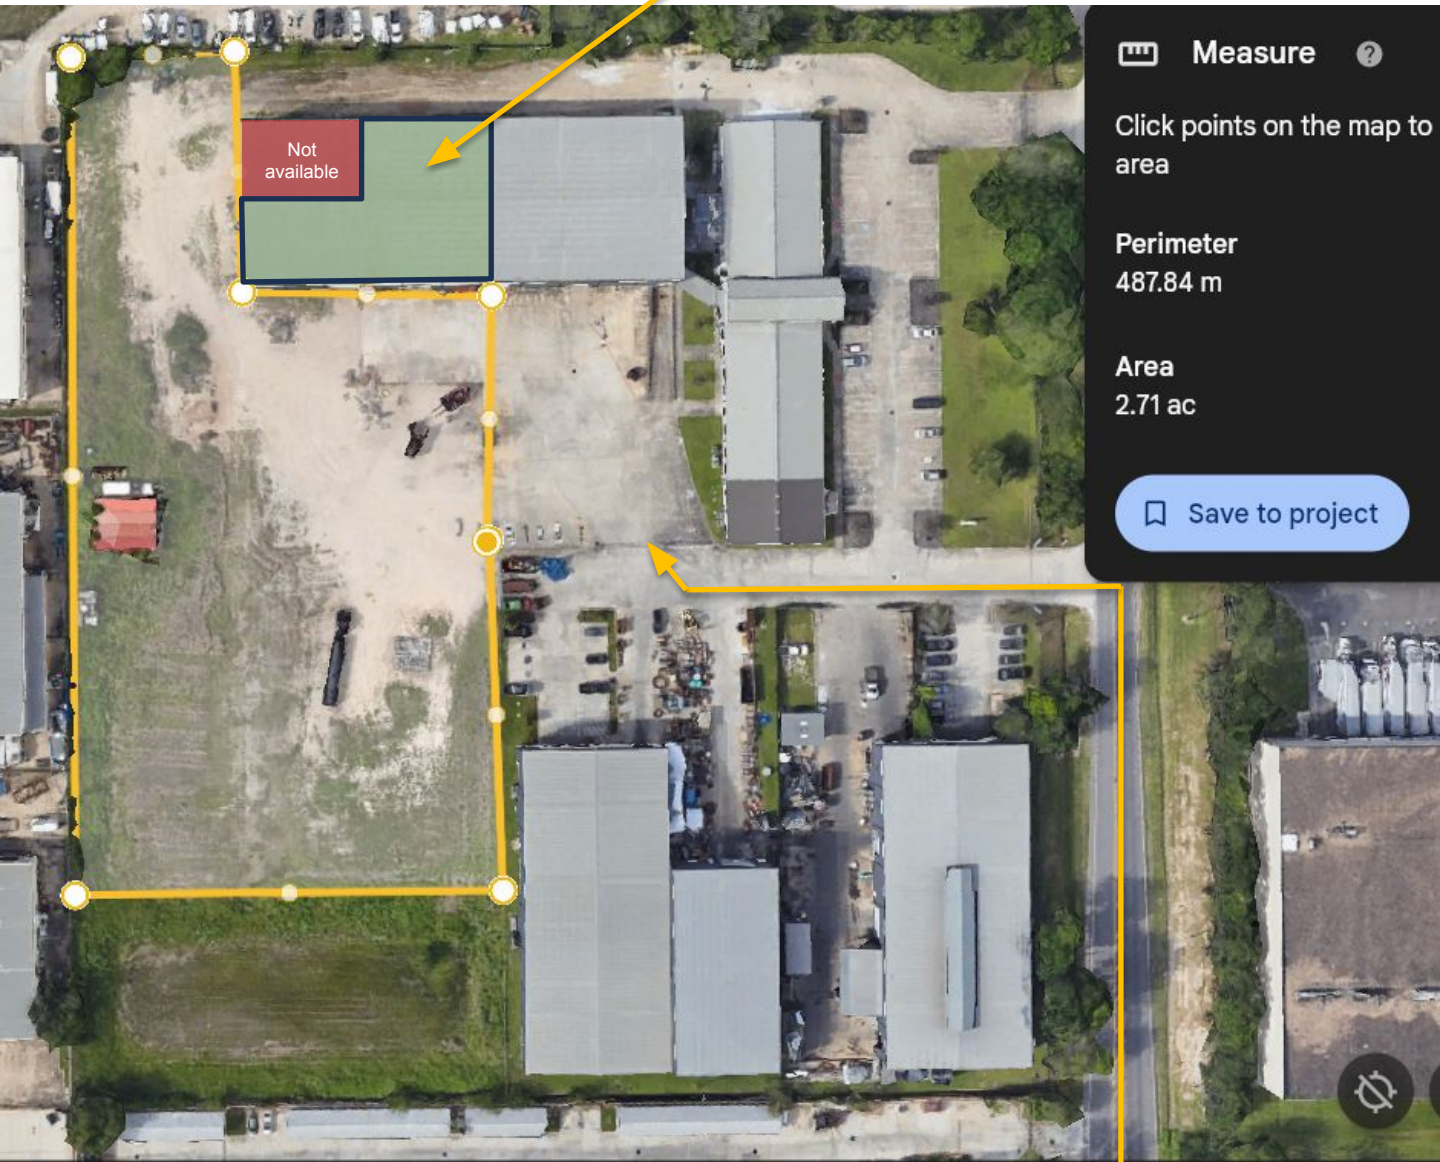 Not
available
Measure
Click points on the map to
area
Perimeter
487.84 m
Area
2.71 ac
Save to project